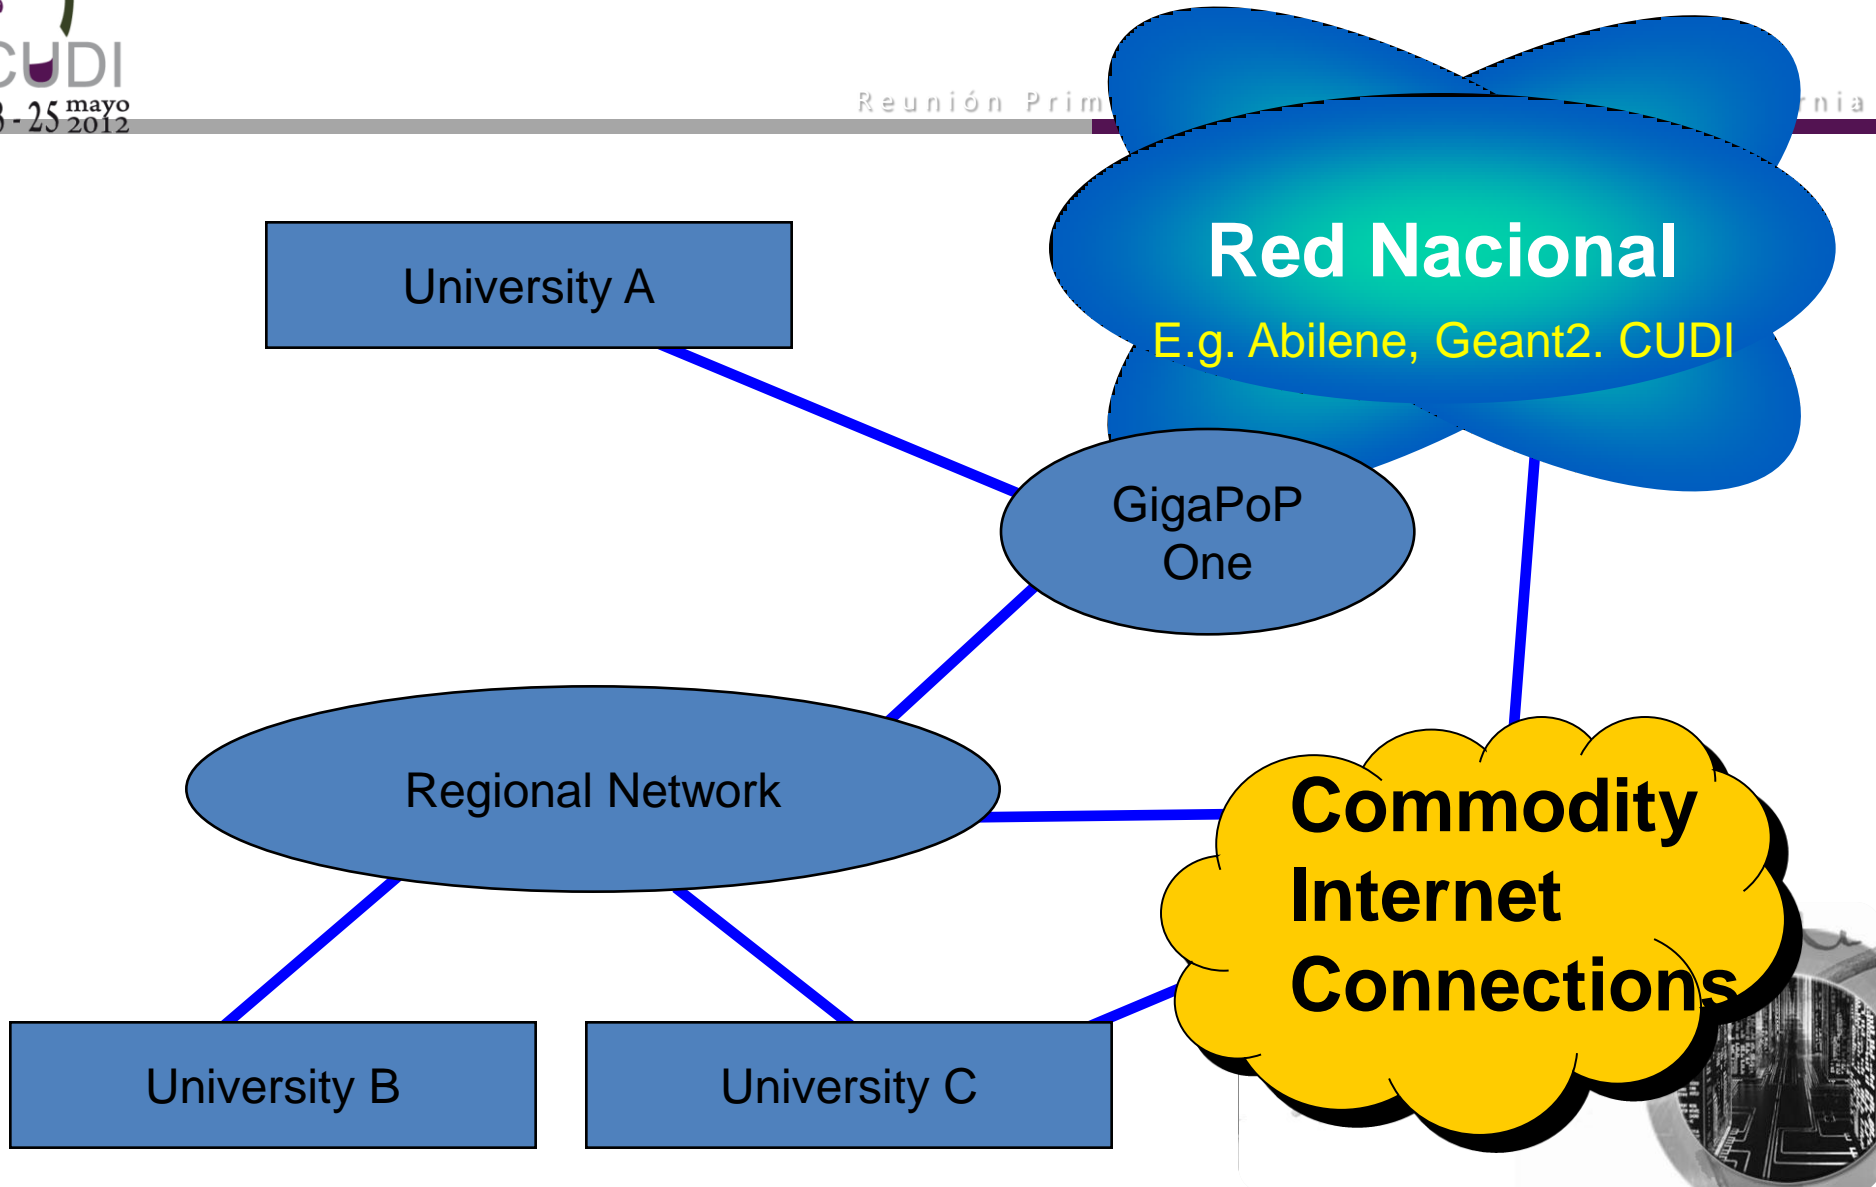 CUDI
- 25 mayo
2012
Reunión
University A
Red Nacional
E.g. Abilene, Geant2. CUDI
GigaPoP
One
Regional Network
Commodity
Internet
Connections
University B
University C